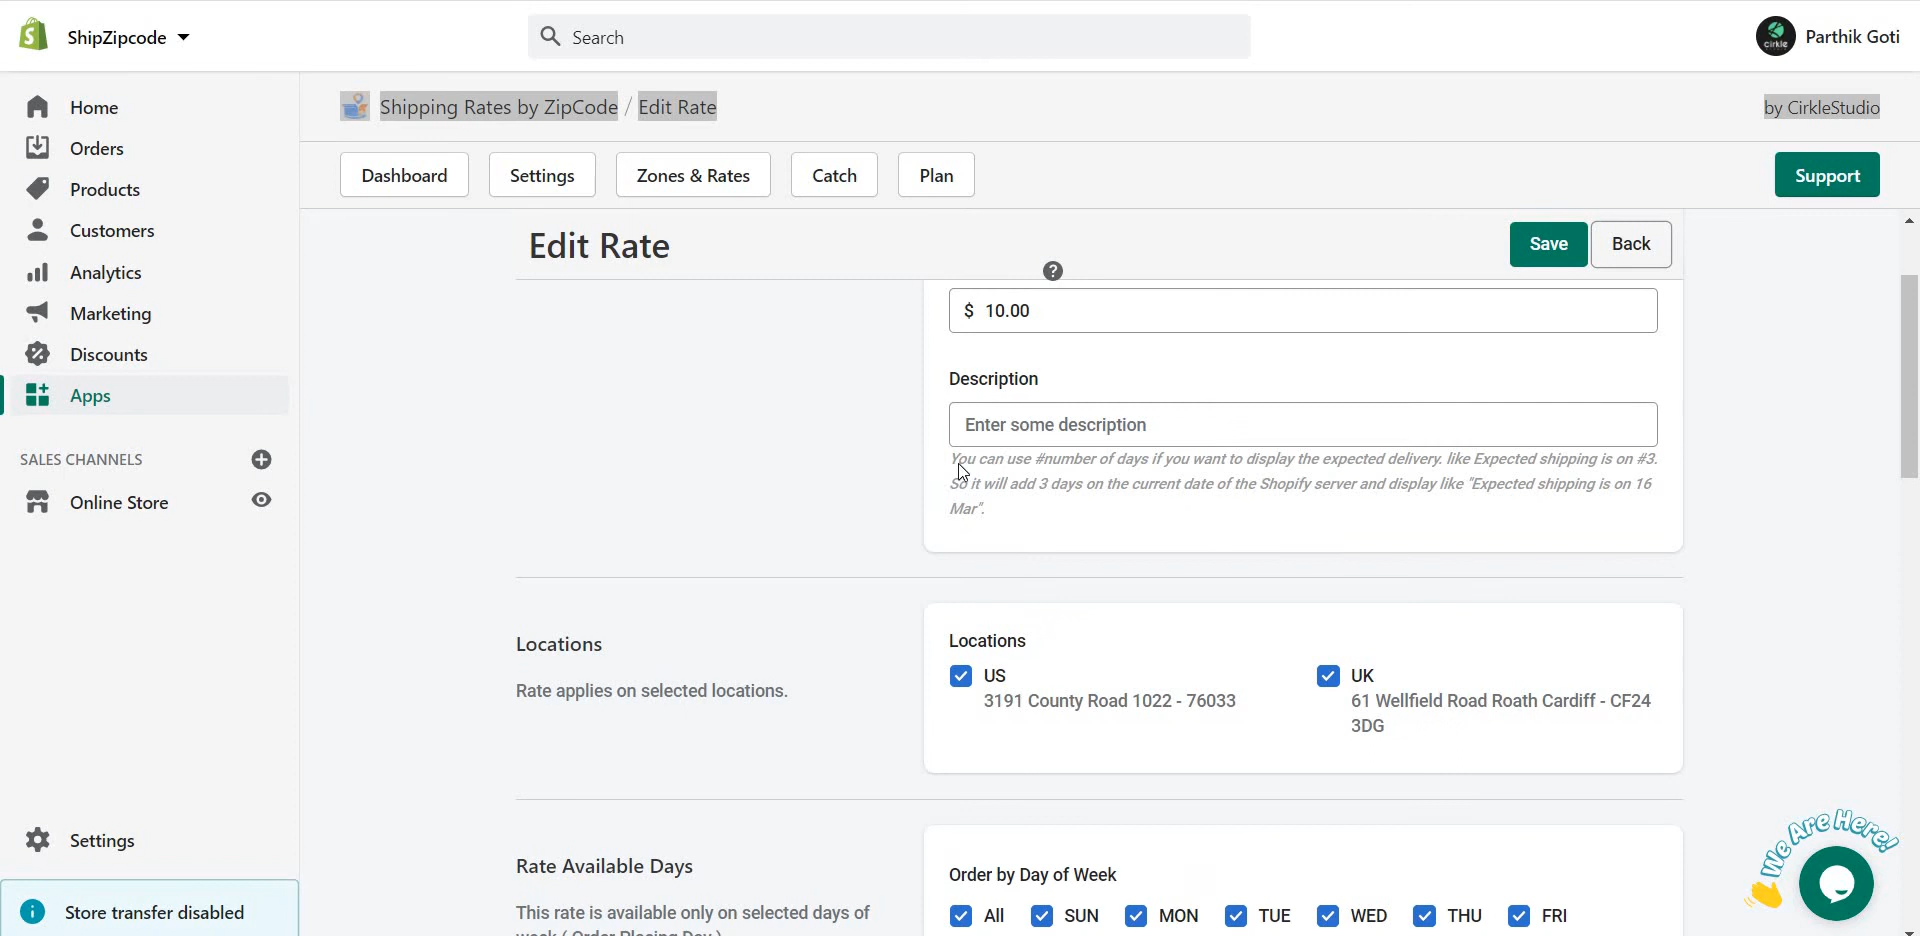 ShipZipcode
Search
cirkle
Parthik Goti
Home
Orders
Products
Customers
Analytics
Marketing
Discounts
Apps
SALES CHANNELS
Online Store
Settings
Store transfer disabled
Shipping Rates by ZipCode / Edit Rate
by CirkleStudio
Dashboard
Settings
Zones & Rates
Catch
Plan
Support
Edit Rate
Save
Back
?
$ 10.00
Description
Enter some description
You can use #number of days if you want to display the expected delivery. like Expected shipping is on #3.
So it will add 3 days on the current date of the Shopify server and display like "Expected shipping is on 16
Mar".
Locations
Rate applies on selected locations.
Locations
US
3191 County Road 1022 - 76033
UK
61 Wellfield Road Roath Cardiff - CF24
3DG
Rate Available Days
This rate is available only on selected days of
week ( Order Placing Day )
Order by Day of Week
All SUN MON TUE WED THU FRI
We Are Here!